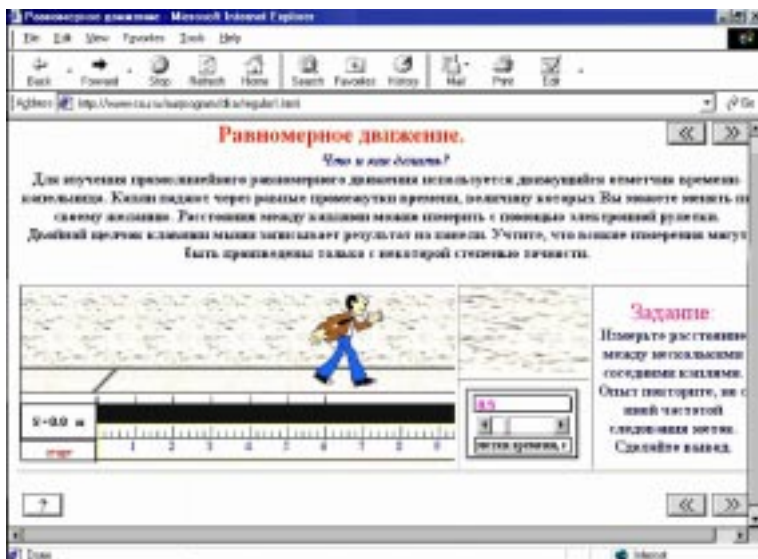 Равномерное движение - Microsoft Internet Explorer
File Edit View Favorites Tools Help
Back Forward Stop Refresh Home Search Favorites History Mail Print Edit
Address Go
Равномерное движение.
Что и как делать?
Для изучения прямолинейного равномерного движения используется движущийся отметчик времени
капельница. Капли падают через равные промежутки времени, величину которых Вы можете менять по
своему желанию. Расстояния между каплями можно измерить с помощью электронной рулетки.
Двойной щелчок клавиши мыши записывает результат на панели. Учтите, что всякие измерения могут
быть произведены только с некоторой степенью точности.
Задание
Измерьте расстояние
между несколькими
соседними каплями.
Опыт повторите, но с
иной частотой
следования меток.
Сделайте вывод.
0.5
метки времени, с
S=0.0 м
старт
1 2 3 4 5 6 7 8 9
?
Done Internet